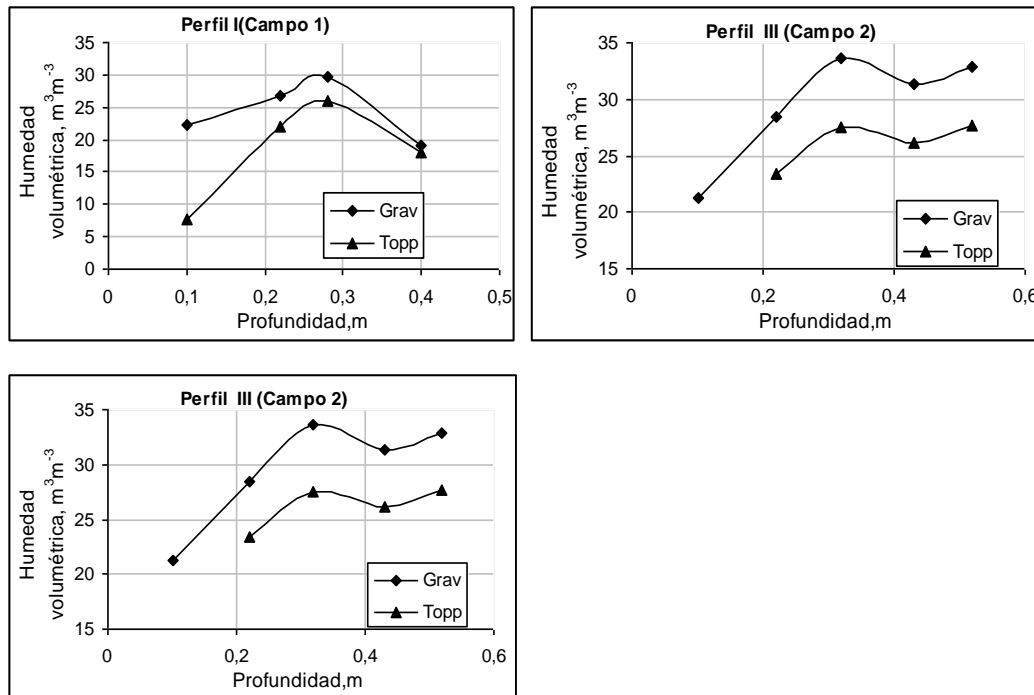 Perfil I(Campo 1)
Humedad
volumétrica, m³m⁻³
35
30
25
20
15
10
5
0
0
0,1
0,2
0,3
0,4
0,5
Profundidad,m
Grav
Topp
Perfil III (Campo 2)
Humedad
volumétrica, m³m⁻³
35
30
25
20
15
0
0,2
0,4
0,6
Profundidad,m
Grav
Topp
Perfil III (Campo 2)
Humedad
volumétrica, m³m⁻³
35
30
25
20
15
0
0,2
0,4
0,6
Profundidad,m
Grav
Topp